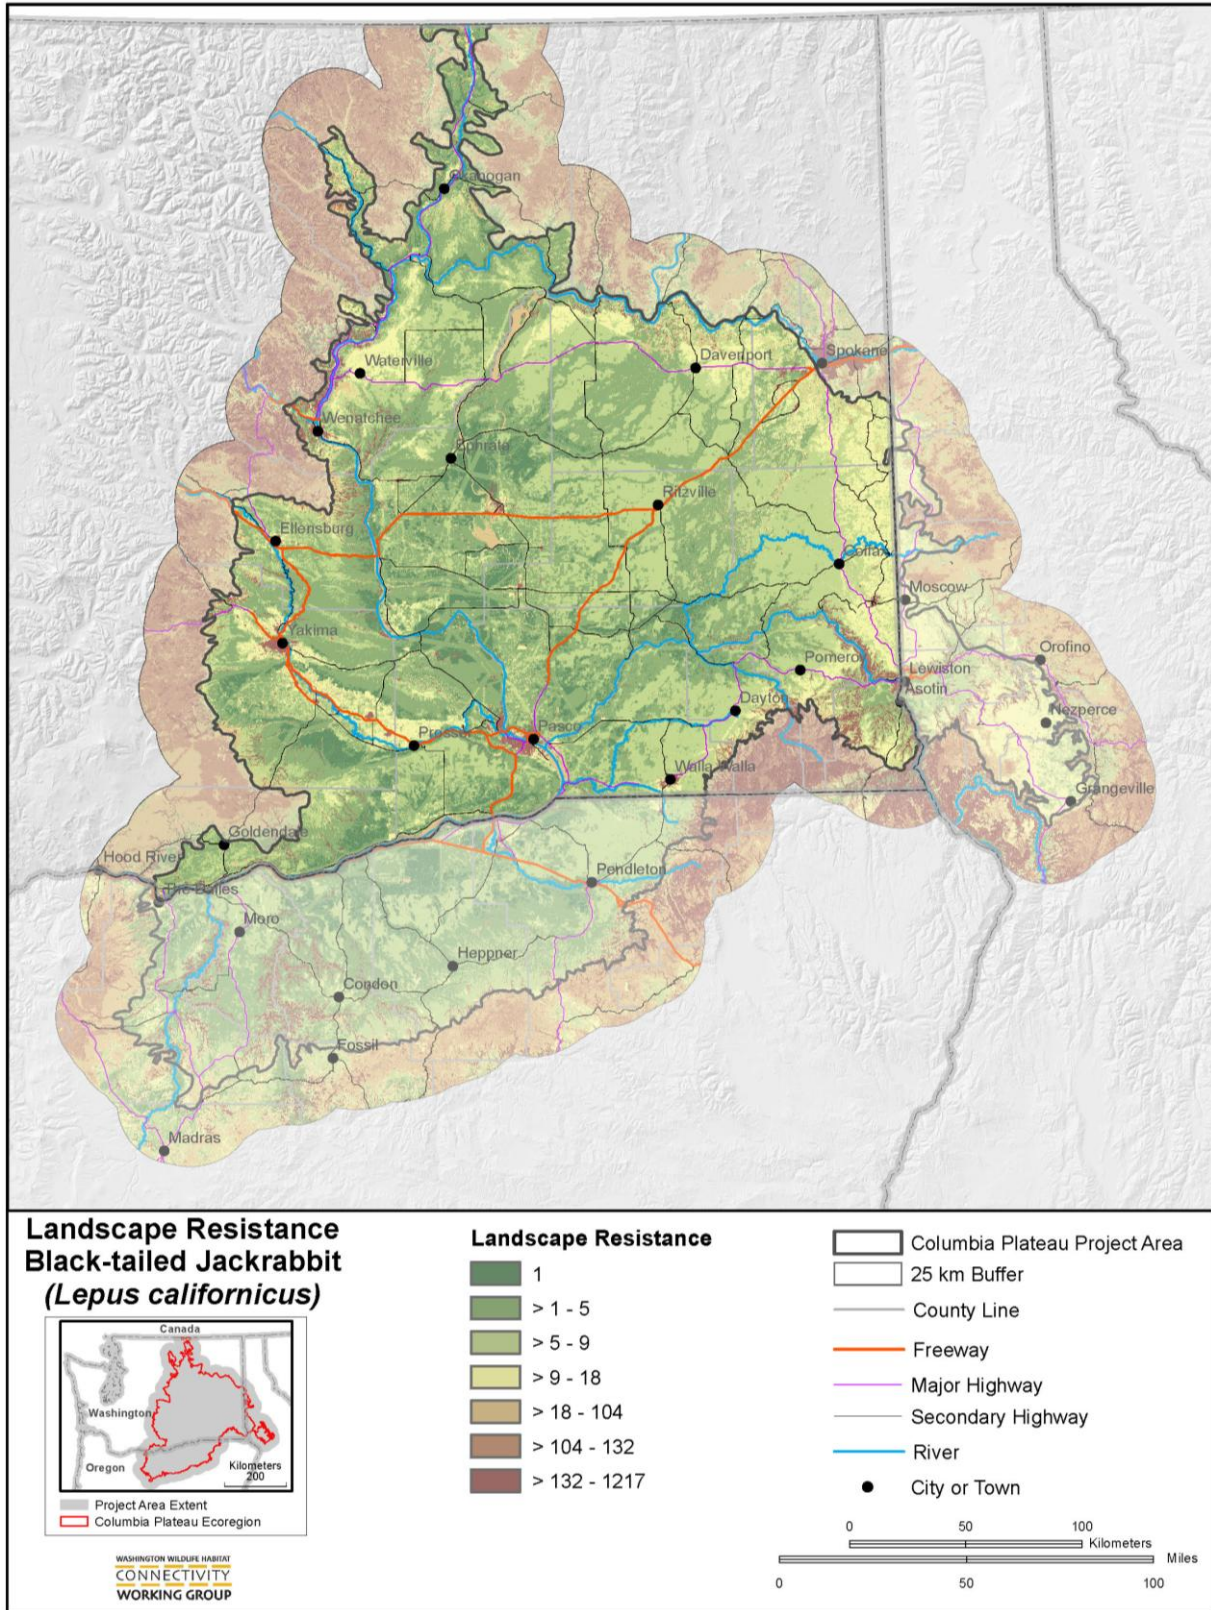 Okanogan
Waterville
Davenport
Spokane
Wenatchee
Ephrata
Ritzville
Ellensburg
Colfax
Moscow
Yakima
Orofino
Pomeroy
Lewiston
Asotin
Dayton
Nezperce
Prosser
Pasco
Walla Walla
Grangeville
Goldendale
Hood River
Pendleton
The Dalles
Moro
Heppner
Condon
Fossil
Madras
Landscape Resistance
Black-tailed Jackrabbit
(Lepus californicus)
Canada
Washington
Oregon
Kilometers
200
Project Area Extent
Columbia Plateau Ecoregion
WASHINGTON WILDLIFE HABITAT
CONNECTIVITY
WORKING GROUP
Landscape Resistance
1
> 1 - 5
> 5 - 9
> 9 - 18
> 18 - 104
> 104 - 132
> 132 - 1217
Columbia Plateau Project Area
25 km Buffer
County Line
Freeway
Major Highway
Secondary Highway
River
City or Town
0 50 100
Kilometers
Miles
0 50 100